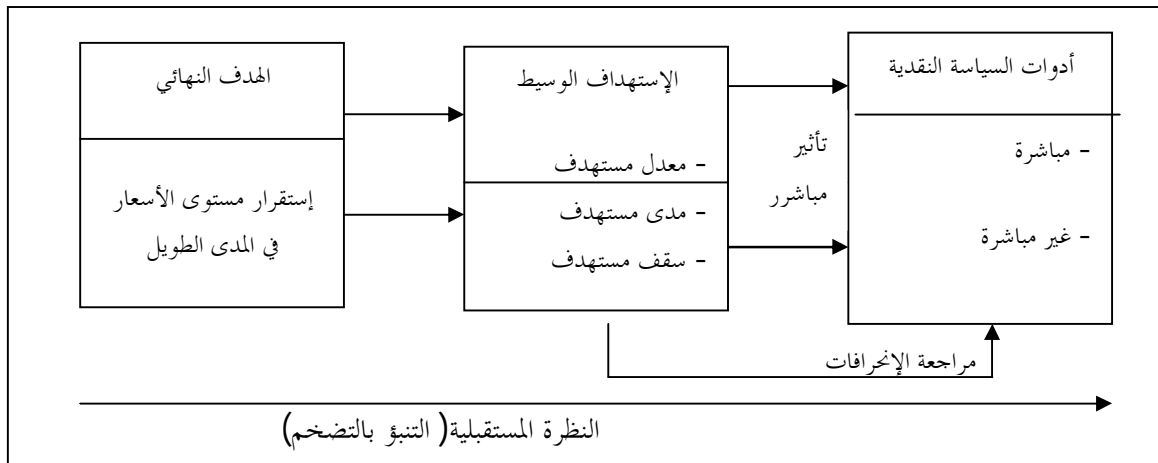 أدوات السياسة النقدية
- مباشرة
- غير مباشرة
تأثير
مباشرر
الإستهداف الوسيط
- معدل مستهدف
- مدى مستهدف
- سقف مستهدف
الهدف النهائي
إستقرار مستوى الأسعار
في المدى الطويل
مراجعة الإنحرافات
النظرة المستقبلية( التنبؤ بالتضخم)